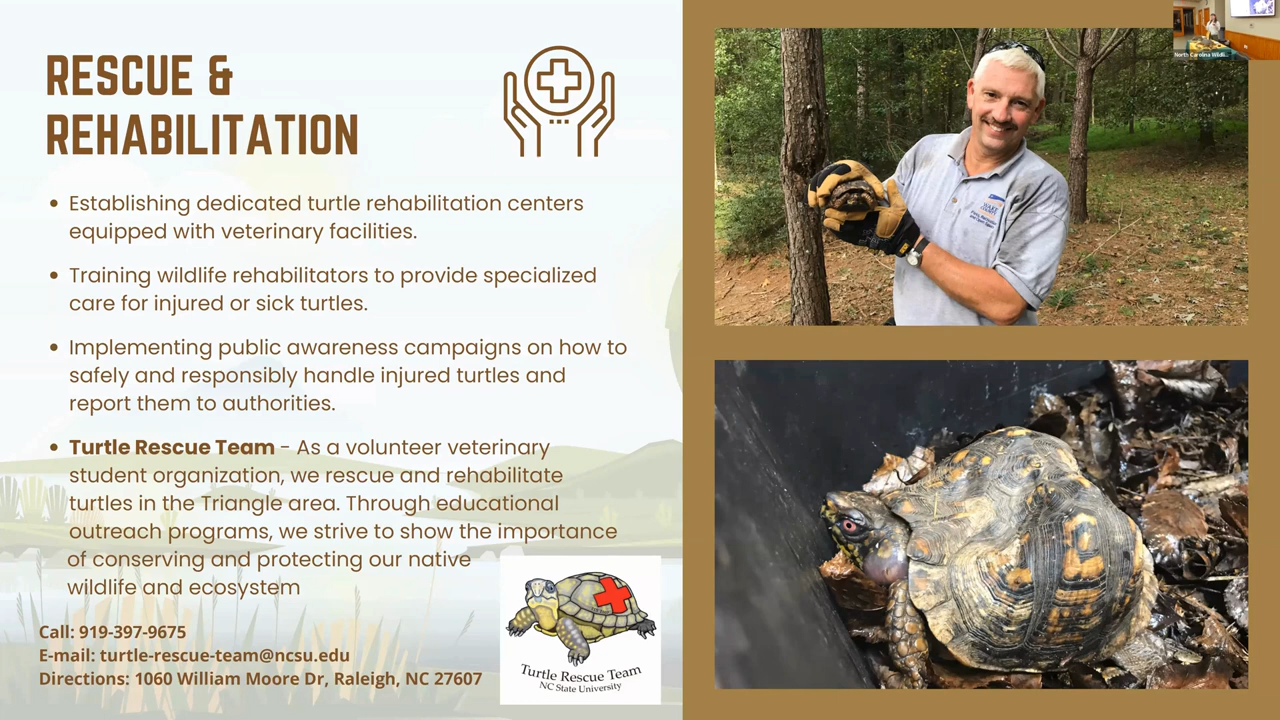 RESCUE &
REHABILITATION
• Establishing dedicated turtle rehabilitation centers
equipped with veterinary facilities.
• Training wildlife rehabilitators to provide specialized
care for injured or sick turtles.
• Implementing public awareness campaigns on how to
safely and responsibly handle injured turtles and
report them to authorities.
• Turtle Rescue Team - As a volunteer veterinary
student organization, we rescue and rehabilitate
turtles in the Triangle area. Through educational
outreach programs, we strive to show the importance
of conserving and protecting our native
wildlife and ecosystem
Call: 919-397-9675
E-mail: turtle-rescue-team@ncsu.edu
Directions: 1060 William Moore Dr, Raleigh, NC 27607
Turtle Rescue Team
NC State University
North Carolina Wildli...
WAKE
COUNTY